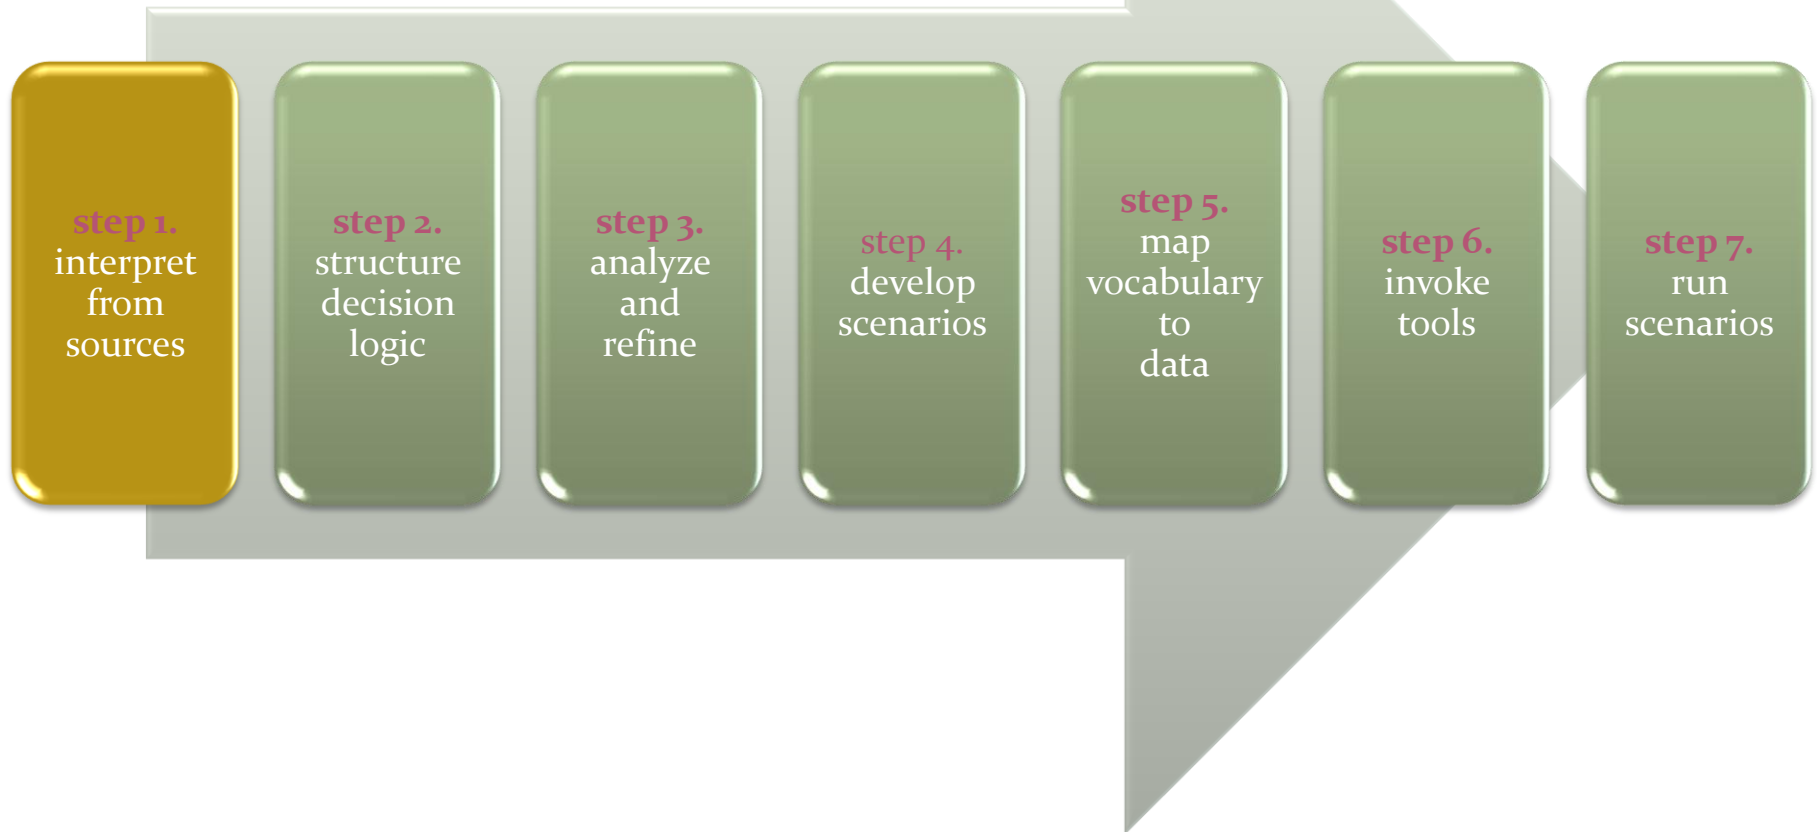 step 1.
interpret
from
sources
step 2.
structure
decision
logic
step 3.
analyze
and
refine
step 4.
develop
scenarios
step 5.
map
vocabulary
to
data
step 6.
invoke
tools
step 7.
run
scenarios